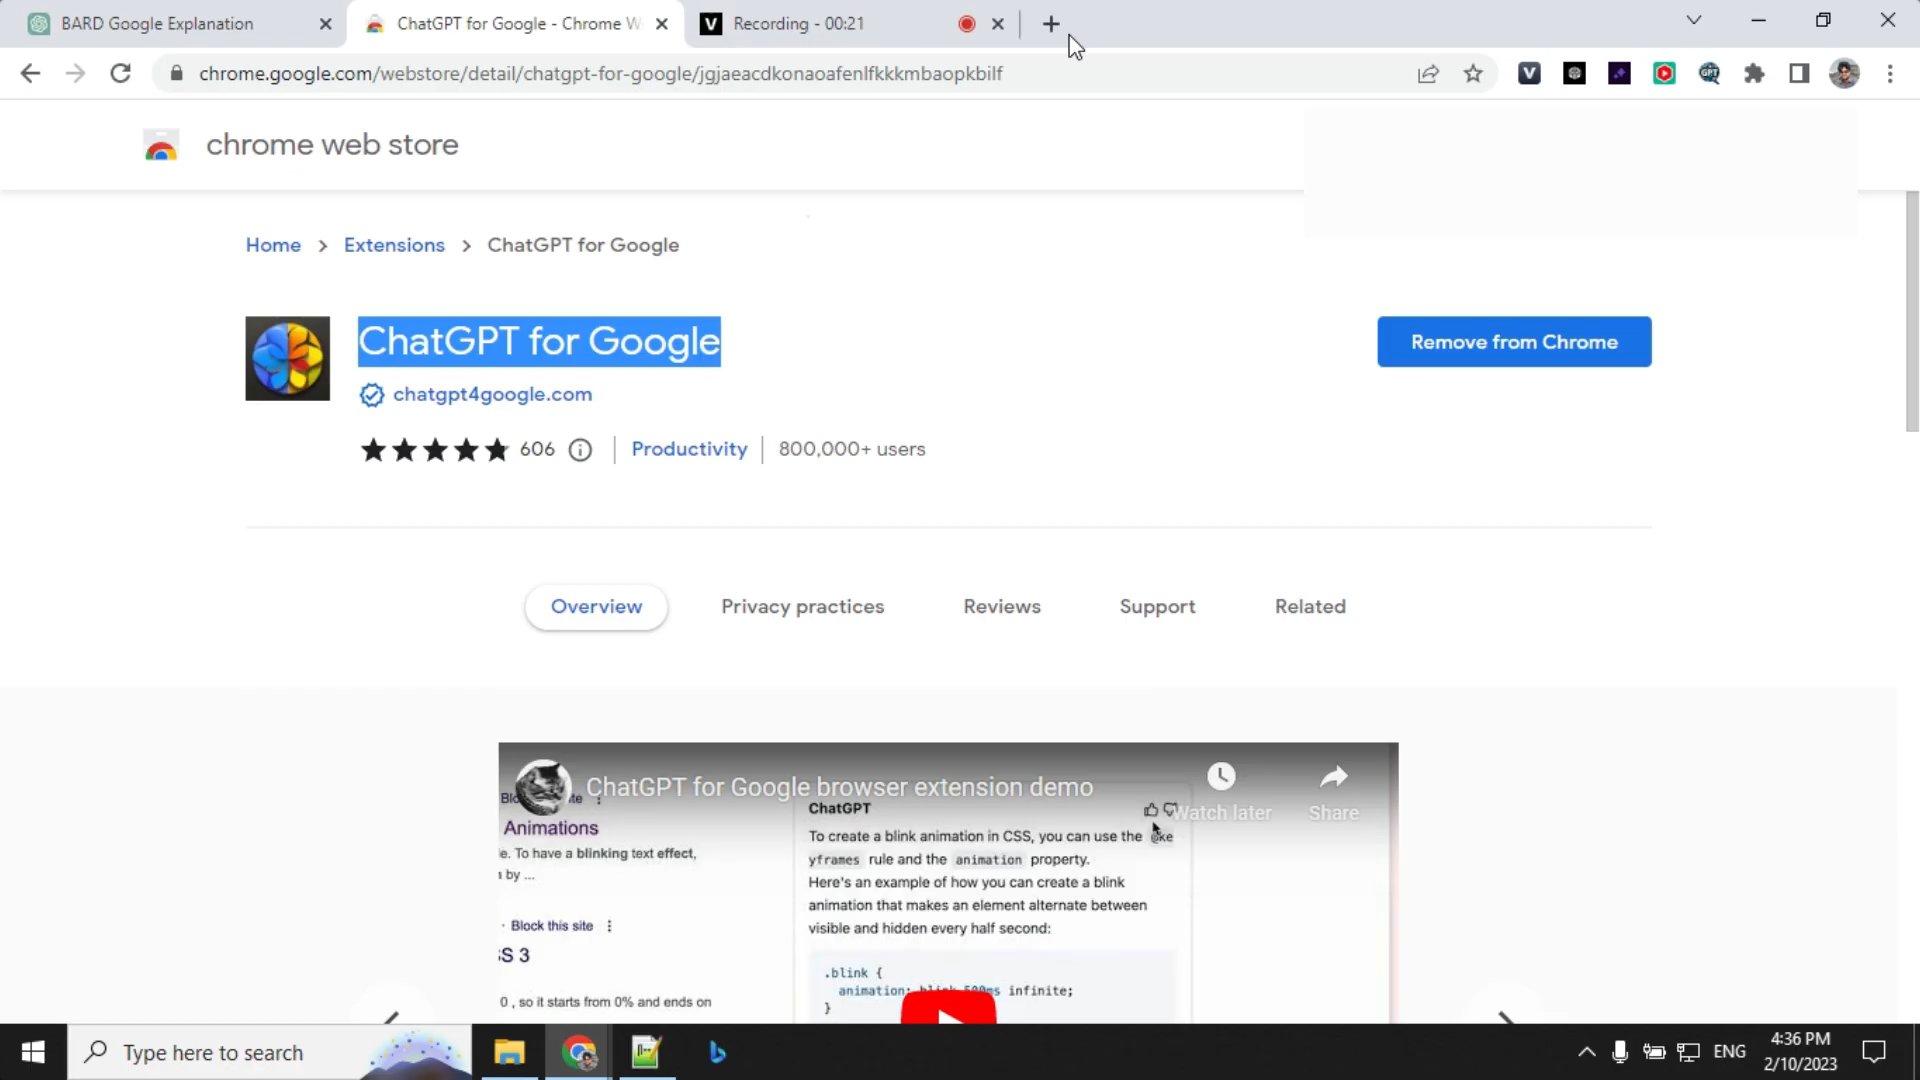 BARD Google Explanation
ChatGPT for Google - Chrome W
Recording - 00:21
chrome.google.com/webstore/detail/chatgpt-for-google/jgjaeacdkonaoafenlfkkkmbaopkbilf
chrome web store
Home > Extensions > ChatGPT for Google
ChatGPT for Google
Remove from Chrome
chatgpt4google.com
606
Productivity
800,000+ users
Overview
Privacy practices
Reviews
Support
Related
ChatGPT for Google browser extension demo
Watch later
Share
Animations
e. To have a blinking text effect,
by ...
· Block this site
SS 3
0 , so it starts from 0% and ends on
ChatGPT
To create a blink animation in CSS, you can use the @ke
yframes rule and the animation property.
Here's an example of how you can create a blink
animation that makes an element alternate between
visible and hidden every half second:
.blink {
animation: blink 500ms infinite;
}
Type here to search
ENG
4:36 PM
2/10/2023